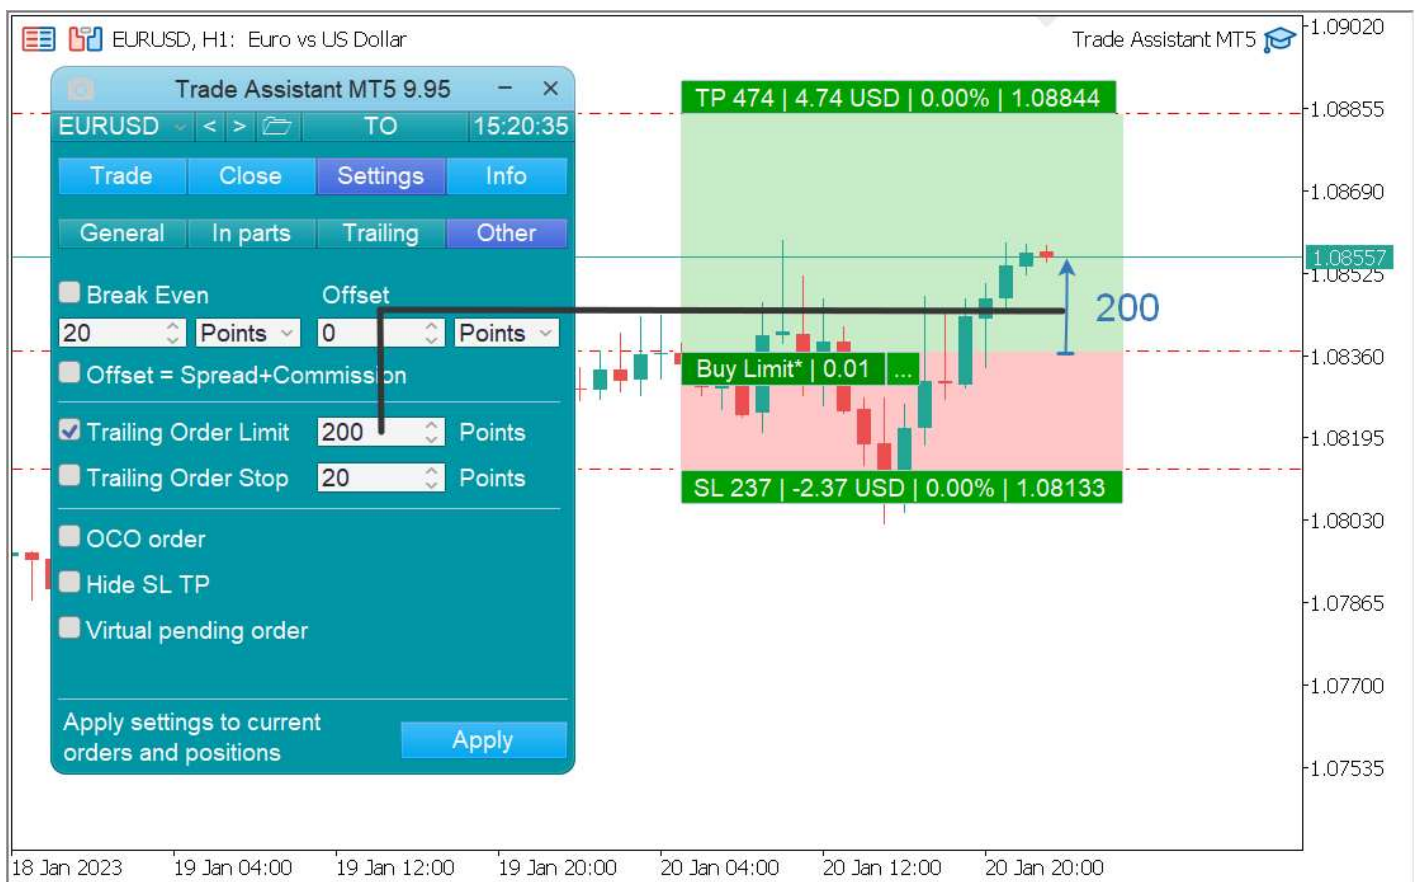 EURUSD, H1: Euro vs US Dollar
Trade Assistant MT5
1.09020
Trade Assistant MT5 9.95
TP 474 | 4.74 USD | 0.00% | 1.08844
1.08855
EURUSD < > TO 15:20:35
Trade Close Settings Info
1.08690
General In parts Trailing Other
1.08557
1.08525
Break Even Offset
200
20 Points 0 Points
1.08360
Offset = Spread+Commission
Buy Limit* | 0.01 | ...
Trailing Order Limit 200 Points
1.08195
Trailing Order Stop 20 Points
SL 237 | -2.37 USD | 0.00% | 1.08133
1.08030
OCO order
Hide SL TP
1.07865
Virtual pending order
1.07700
Apply settings to current
orders and positions
Apply
1.07535
18 Jan 2023 19 Jan 04:00 19 Jan 12:00 19 Jan 20:00 20 Jan 04:00 20 Jan 12:00 20 Jan 20:00